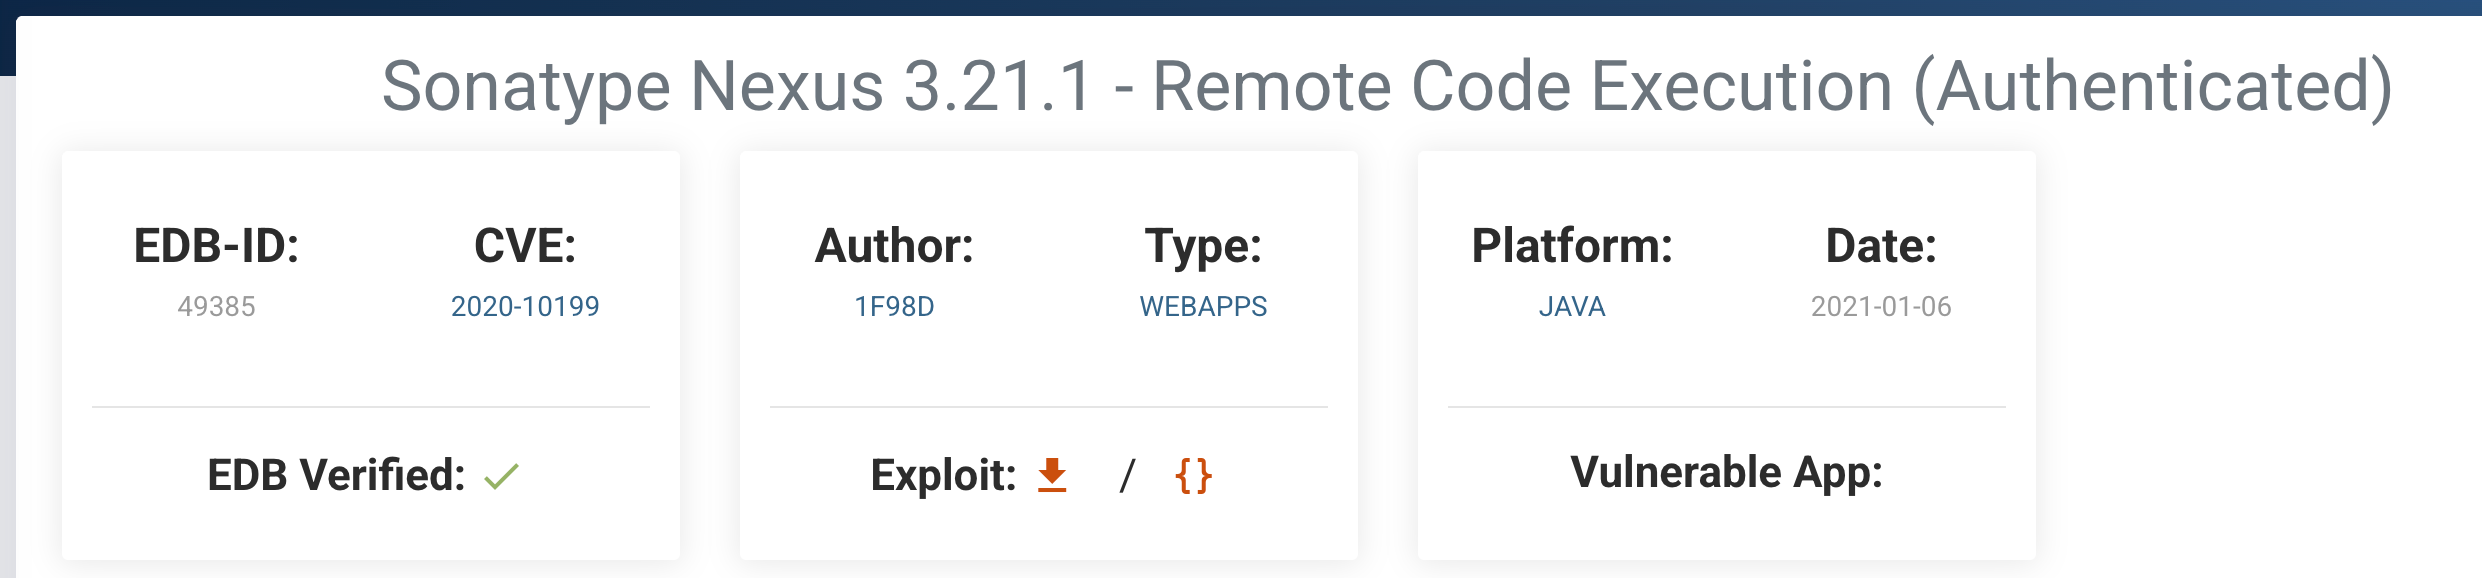 Sonatype Nexus 3.21.1 - Remote Code Execution (Authenticated)
EDB-ID:
49385
CVE:
2020-10199
EDB Verified:
Author:
1F98D
Type:
WEBAPPS
Exploit: / {}
Platform:
JAVA
Date:
2021-01-06
Vulnerable App: